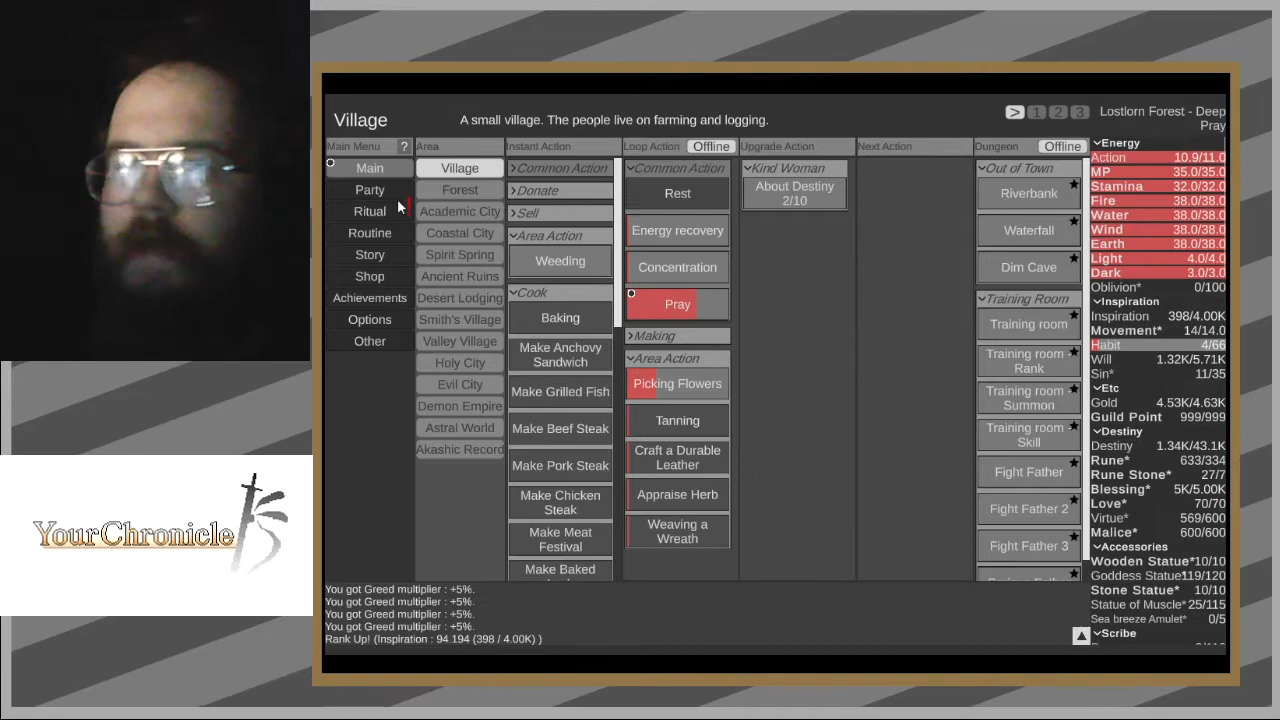 Village
A small village. The people live on farming and logging.
> 1 2 3
Lostlorn Forest - Deep
Pray
Main Menu ?
Main
Party
Ritual
Routine
Story
Shop
Achievements
Options
Other
Area
Village
Forest
Academic City
Coastal City
Spirit Spring
Ancient Ruins
Desert Lodging
Smith's Village
Valley Village
Holy City
Evil City
Demon Empire
Astral World
Akashic Record
Instant Action
Common Action
Donate
Sell
Area Action
Weeding
Cook
Baking
Make Anchovy
Sandwich
Make Grilled Fish
Make Beef Steak
Make Pork Steak
Make Chicken
Steak
Make Meat
Festival
Make Baked
Loop Action Offline
Common Action
Rest
Energy recovery
Concentration
Pray
Making
Area Action
Picking Flowers
Tanning
Craft a Durable
Leather
Appraise Herb
Weaving a
Wreath
Upgrade Action
Kind Woman
About Destiny
2/10
Next Action
Dungeon Offline
Out of Town
Riverbank
Waterfall
Dim Cave
Training Room
Training room
Training room
Rank
Training room
Summon
Training room
Skill
Fight Father
Fight Father 2
Fight Father 3
Energy
Action 10.9/11.0
MP 35.0/35.0
Stamina 32.0/32.0
Fire 38.0/38.0
Water 38.0/38.0
Wind 38.0/38.0
Earth 38.0/38.0
Light 4.0/4.0
Dark 3.0/3.0
Oblivion* 0/100
Inspiration
Inspiration 398/4.00K
Movement* 14/14.0
Habit 4/66
Will 1.32K/5.71K
Sin* 11/35
Etc
Gold 4.53K/4.63K
Guild Point 999/999
Destiny
Destiny 1.34K/43.1K
Rune* 633/334
Rune Stone* 27/7
Blessing* 5K/5.00K
Love* 70/70
Virtue* 569/600
Malice* 600/600
Accessories
Wooden Statue* 10/10
Goddess Statue 119/120
Stone Statue* 10/10
Statue of Muscle* 25/115
Sea breeze Amulet* 0/5
Scribe
You got Greed multiplier : +5%.
You got Greed multiplier : +5%.
You got Greed multiplier : +5%.
You got Greed multiplier : +5%.
Rank Up! (Inspiration : 94.194 (398 / 4.00K) )
YourChronicle